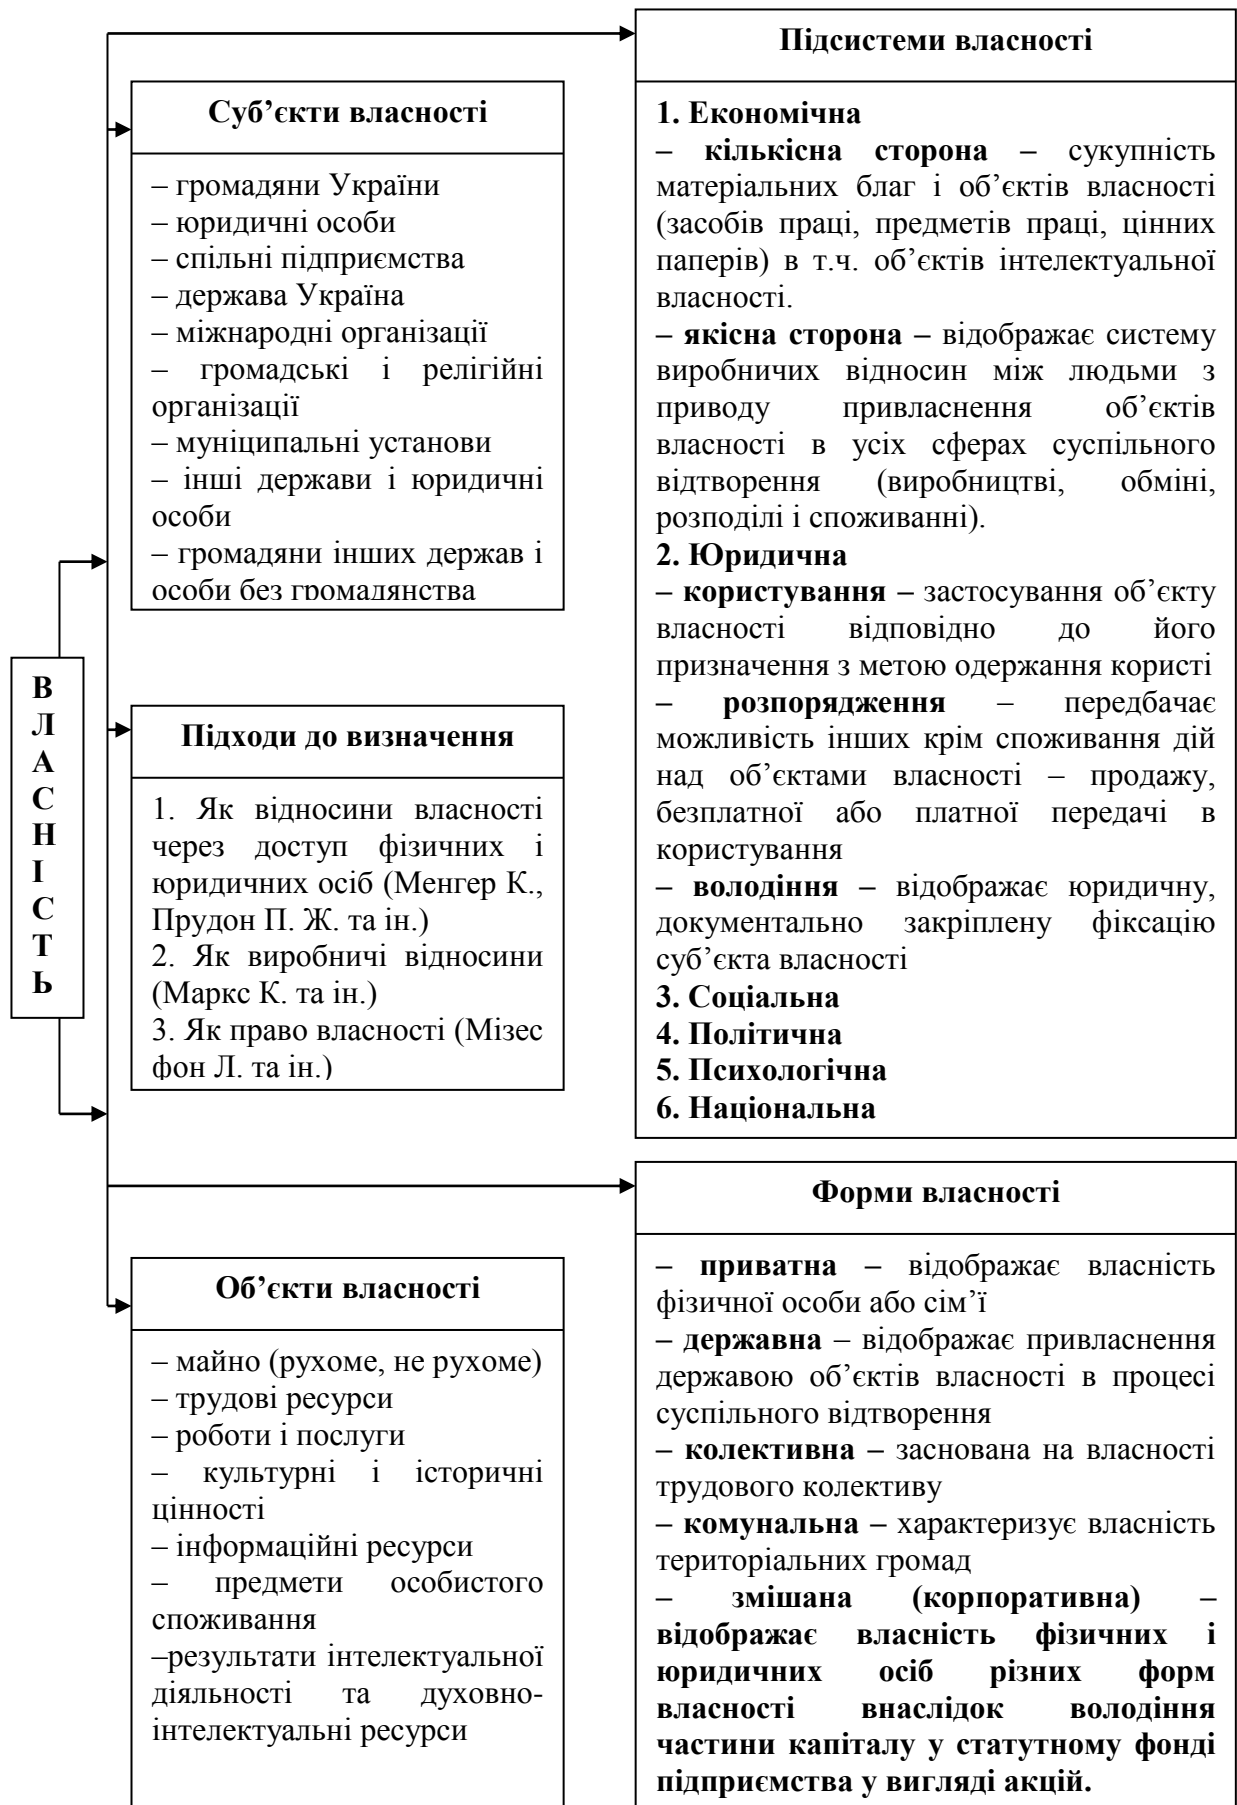 Підсистеми власності
1. Економічна
– кількісна сторона – сукупність
матеріальних благ і об’єктів власності
(засобів праці, предметів праці, цінних
паперів) в т.ч. об’єктів інтелектуальної
власності.
– якісна сторона – відображає систему
виробничих відносин між людьми з
приводу привласнення об’єктів
власності в усіх сферах суспільного
відтворення (виробництві, обміні,
розподілі і споживанні).
2. Юридична
– користування – застосування об’єкту
власності відповідно до його
призначення з метою одержання користі
– розпорядження – передбачає
можливість інших крім споживання дій
над об’єктами власності – продажу,
безплатної або платної передачі в
користування
– володіння – відображає юридичну,
документально закріплену фіксацію
суб’єкта власності
3. Соціальна
4. Політична
5. Психологічна
6. Національна
Суб’єкти власності
– громадяни України
– юридичні особи
– спільні підприємства
– держава Україна
– міжнародні організації
– громадські і релігійні
організації
– муніципальні установи
– інші держави і юридичні
особи
– громадяни інших держав і
особи без громадянства
В
Л
А
С
Н
І
С
Т
Ь
Підходи до визначення
1. Як відносини власності
через доступ фізичних і
юридичних осіб (Менгер К.,
Прудон П. Ж. та ін.)
2. Як виробничі відносини
(Маркс К. та ін.)
3. Як право власності (Мізес
фон Л. та ін.)
Форми власності
– приватна – відображає власність
фізичної особи або сім’ї
– державна – відображає привласнення
державою об’єктів власності в процесі
суспільного відтворення
– колективна – заснована на власності
трудового колективу
– комунальна – характеризує власність
територіальних громад
– змішана (корпоративна) –
відображає власність фізичних і
юридичних осіб різних форм
власності внаслідок володіння
частини капіталу у статутному фонді
підприємства у вигляді акцій.
Об’єкти власності
– майно (рухоме, не рухоме)
– трудові ресурси
– роботи і послуги
– культурні і історичні
цінності
– інформаційні ресурси
– предмети особистого
споживання
–результати інтелектуальної
діяльності та духовно-
інтелектуальні ресурси